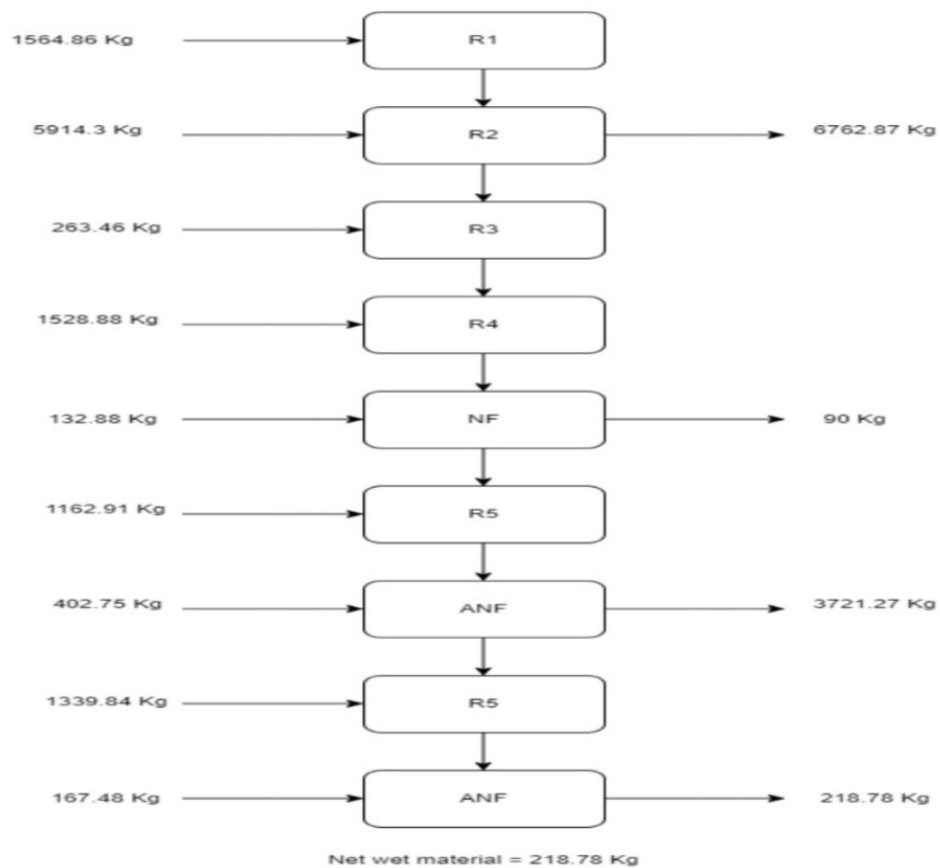 1564.86 Kg
R1
5914.3 Kg
R2
6762.87 Kg
263.46 Kg
R3
1528.88 Kg
R4
132.88 Kg
NF
90 Kg
1162.91 Kg
R5
402.75 Kg
ANF
3721.27 Kg
1339.84 Kg
R5
167.48 Kg
ANF
218.78 Kg
Net wet material = 218.78 Kg